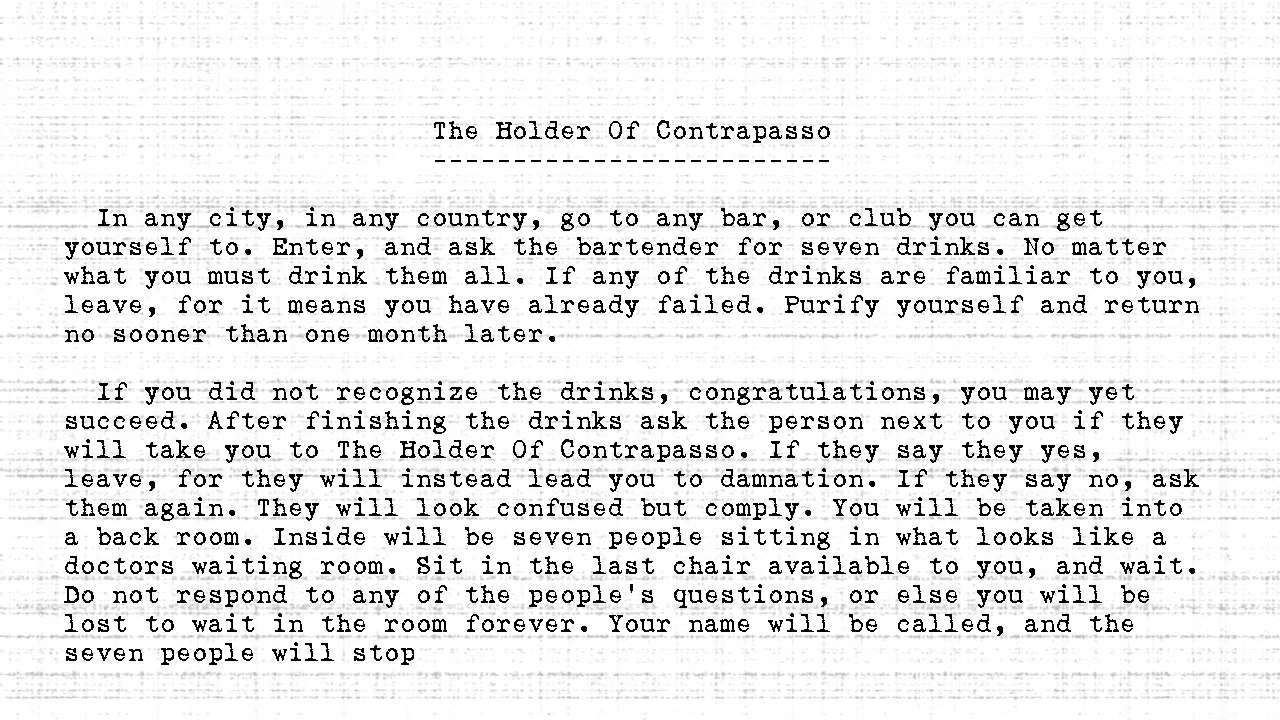 The Holder Of Contrapasso
-------------------------
In any city, in any country, go to any bar, or club you can get
yourself to. Enter, and ask the bartender for seven drinks. No matter
what you must drink them all. If any of the drinks are familiar to you,
leave, for it means you have already failed. Purify yourself and return
no sooner than one month later.
If you did not recognize the drinks, congratulations, you may yet
succeed. After finishing the drinks ask the person next to you if they
will take you to The Holder Of Contrapasso. If they say they yes,
leave, for they will instead lead you to damnation. If they say no, ask
them again. They will look confused but comply. You will be taken into
a back room. Inside will be seven people sitting in what looks like a
doctors waiting room. Sit in the last chair available to you, and wait.
Do not respond to any of the people's questions, or else you will be
lost to wait in the room forever. Your name will be called, and the
seven people will stop